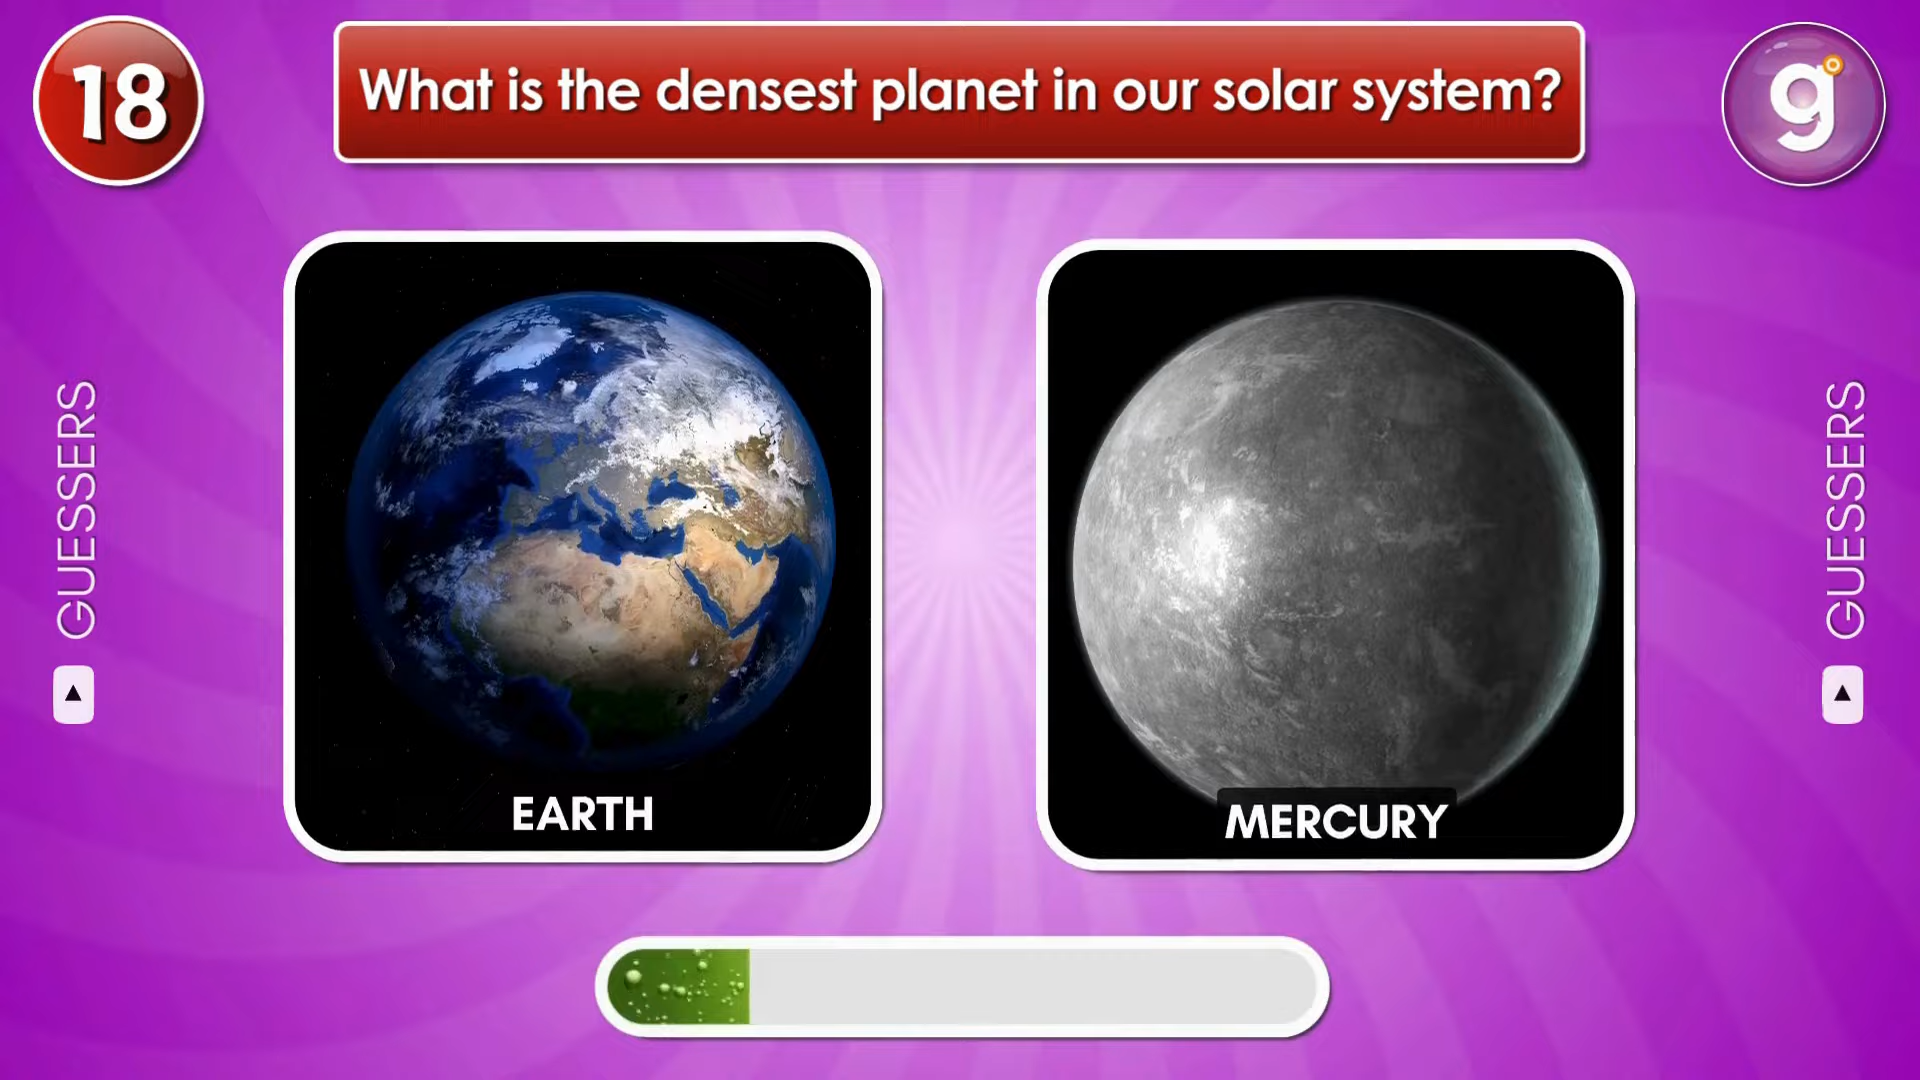 18
What is the densest planet in our solar system?
g
GUESSERS
GUESSERS
EARTH
MERCURY